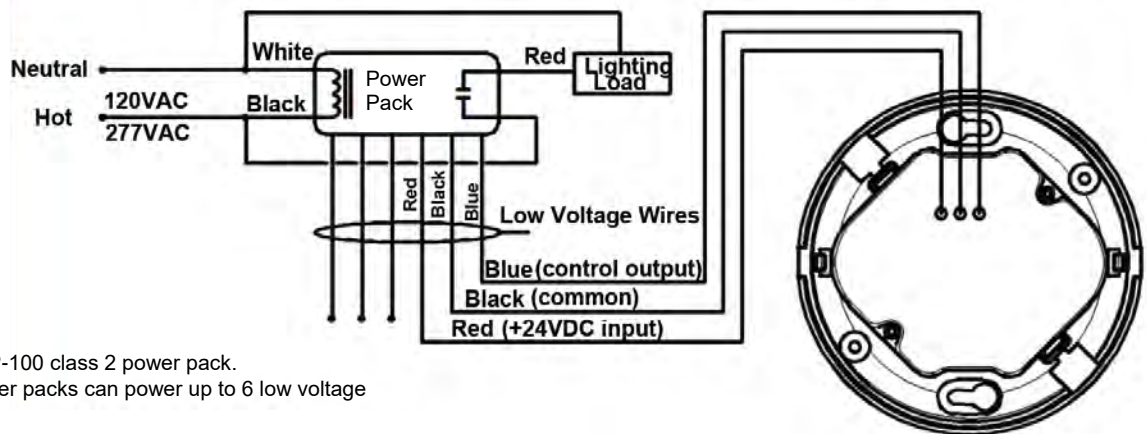 White
Neutral
Power
Pack
Red
Lighting
Load
120VAC
Black
Hot
277VAC
Red
Black
Blue
Low Voltage Wires
Blue (control output)
Black (common)
Red (+24VDC input)
-100 class 2 power pack.
packs can power up to 6 low voltage